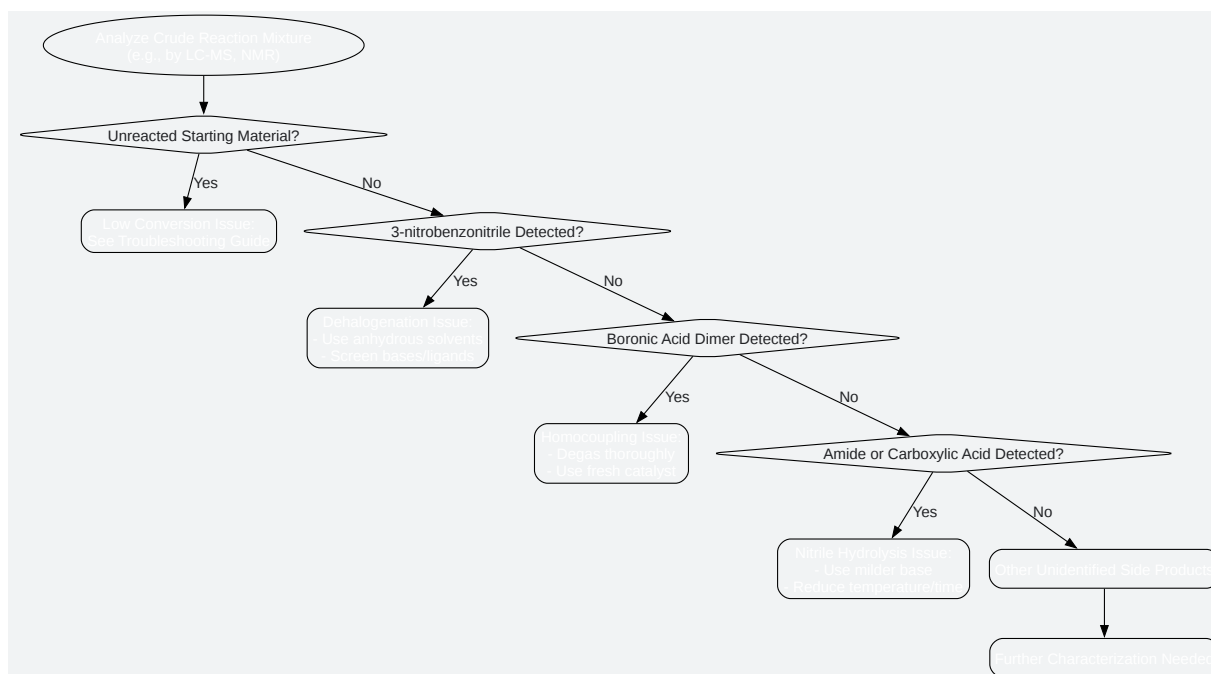 Analyze Crude Reaction Mixture
(e.g., by LC-MS, NMR)
Unreacted Starting Material?
Yes
No
Low Conversion Issue:
See Troubleshooting Guide
3-nitrobenzonitrile Detected?
Yes
No
Dehalogenation Issue:
- Use anhydrous solvents
- Screen bases/ligands
Boronic Acid Dimer Detected?
Yes
No
Homocoupling Issue:
- Degas thoroughly
- Use fresh catalyst
Amide or Carboxylic Acid Detected?
Yes
No
Nitrile Hydrolysis Issue:
- Use milder base
- Reduce temperature/time
Other Unidentified Side Products
Further Characterization Needed